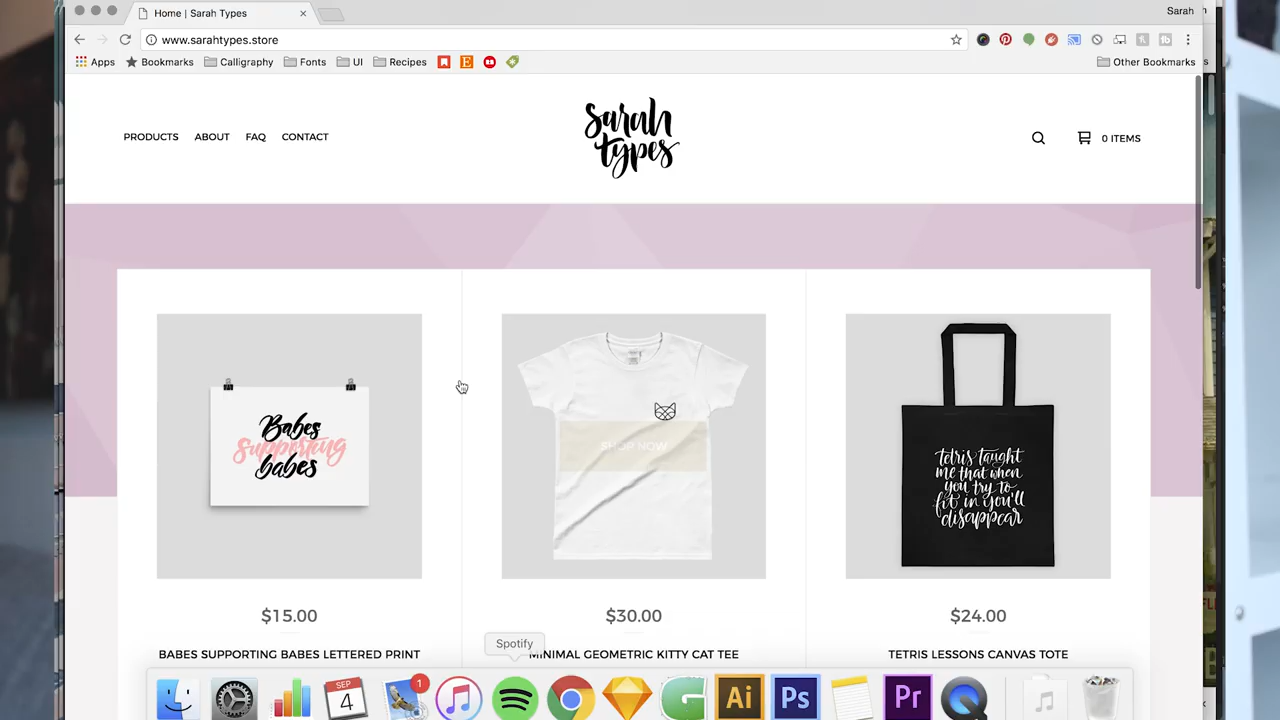 Home | Sarah Types
Sarah
www.sarahtypes.store
Apps
Bookmarks
Calligraphy
Fonts
UI
Recipes
Other Bookmarks
PRODUCTS
ABOUT
FAQ
CONTACT
sarah
types
0 ITEMS
Babes
Supporting
babes
SHOP NOW
tetris taught
me that when
you try to
fit in you'll
disappear
$15.00
$30.00
$24.00
Spotify
BABES SUPPORTING BABES LETTERED PRINT
MINIMAL GEOMETRIC KITTY CAT TEE
TETRIS LESSONS CANVAS TOTE
SEP
4
1
Ai
Ps
Pr